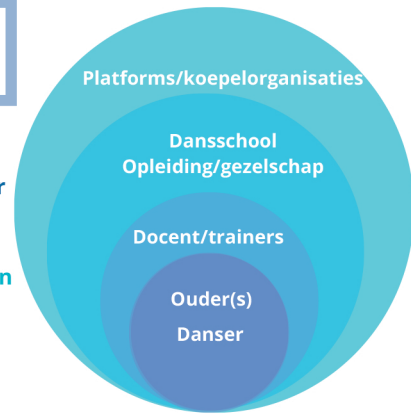 Platforms/koepelorganisaties
Dansschool
Opleiding/gezelschap
r
Docent/trainers
n
Ouder(s)
Danser